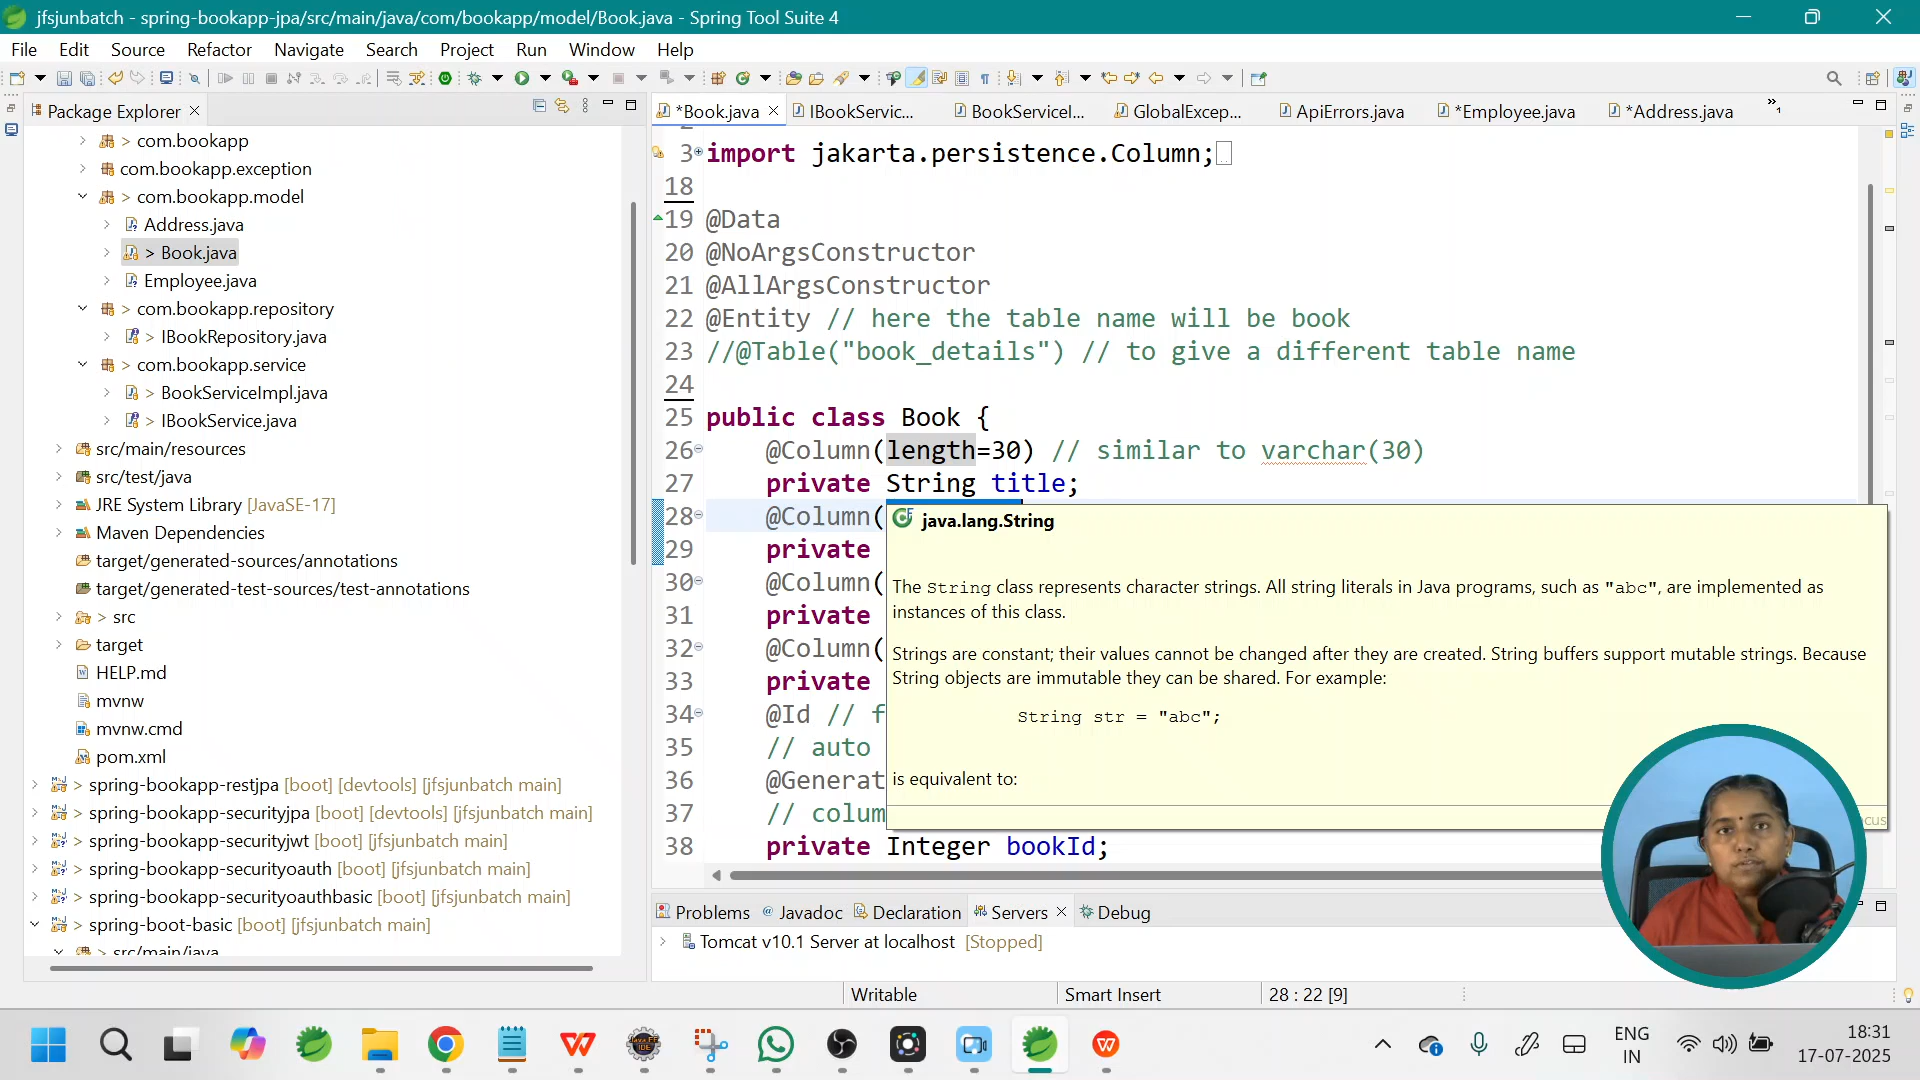 jfsjunbatch - spring-bookapp-jpa/src/main/java/com/bookapp/model/Book.java - Spring Tool Suite 4
File Edit Source Refactor Navigate Search Project Run Window Help
Package Explorer
> com.bookapp
com.bookapp.exception
> com.bookapp.model
Address.java
> Book.java
Employee.java
> com.bookapp.repository
> IBookRepository.java
> com.bookapp.service
> BookServiceImpl.java
> IBookService.java
src/main/resources
src/test/java
JRE System Library [JavaSE-17]
Maven Dependencies
target/generated-sources/annotations
target/generated-test-sources/test-annotations
> src
target
HELP.md
mvnw
mvnw.cmd
pom.xml
> spring-bookapp-restjpa [boot] [devtools] [jfsjunbatch main]
> spring-bookapp-securityjpa [boot] [devtools] [jfsjunbatch main]
> spring-bookapp-securityjwt [boot] [jfsjunbatch main]
> spring-bookapp-securityoauth [boot] [jfsjunbatch main]
> spring-bookapp-securityoauthbasic [boot] [jfsjunbatch main]
> spring-boot-basic [boot] [jfsjunbatch main]
> src/main/java
*Book.java IBookServic... BookServiceI... GlobalExcep... ApiErrors.java *Employee.java *Address.java »1
3 import jakarta.persistence.Column;
18
19 @Data
20 @NoArgsConstructor
21 @AllArgsConstructor
22 @Entity // here the table name will be book
23 //@Table("book_details") // to give a different table name
24
25 public class Book {
26 @Column(length=30) // similar to varchar(30)
27 private String title;
28 @Column(
29 private
30 @Column(
31 private
32 @Column(
33 private
34 @Id // f
35 // auto
36 @Generat
37 // colum
38 private Integer bookId;
java.lang.String
The String class represents character strings. All string literals in Java programs, such as "abc", are implemented as
instances of this class.
Strings are constant; their values cannot be changed after they are created. String buffers support mutable strings. Because
String objects are immutable they can be shared. For example:
String str = "abc";
is equivalent to:
cus
Problems Javadoc Declaration Servers Debug
Tomcat v10.1 Server at localhost [Stopped]
Writable Smart Insert 28 : 22 [9]
ENG
IN
18:31
17-07-2025